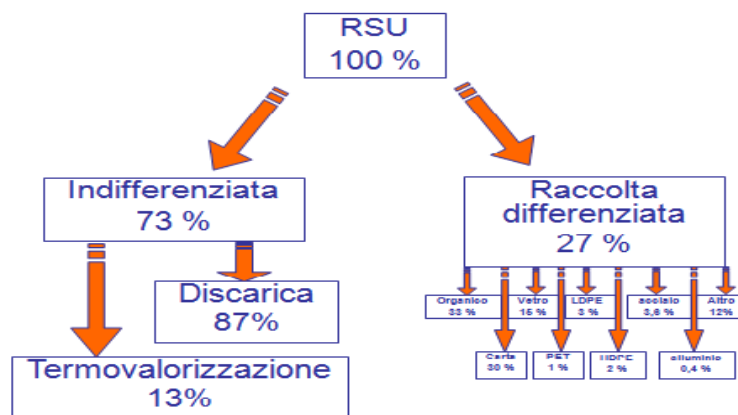 RSU
100 %
Indifferenziata
73 %
Raccolta
differenziata
27 %
Discarica
87%
Termovalorizzazione
13%
Organico
33 %
Vetro
15 %
LDPE
3 %
acciaio
3,6 %
Altro
12%
Carta
30 %
PET
1 %
HDPE
2 %
alluminio
0,4 %